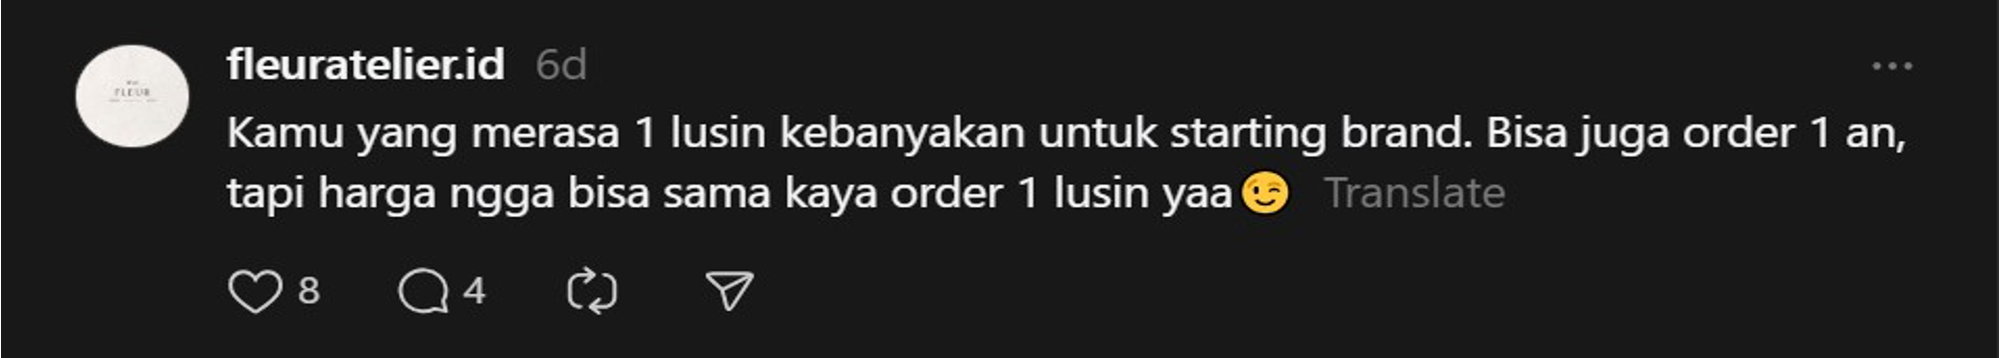 fleuratelier.id 6d
Kamu yang merasa 1 lusin kebanyakan untuk starting brand. Bisa juga order 1 an,
tapi harga ngga bisa sama kaya order 1 lusin yaa😉 Translate
8 4
FLEUR